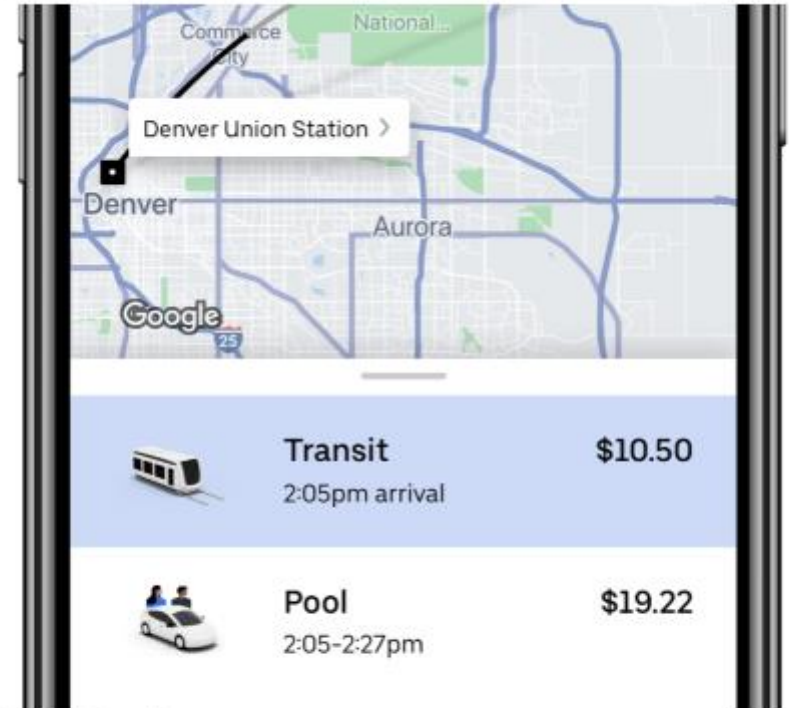 Commerce
City
National...
Denver Union Station >
Denver
Aurora
Google
25
Transit
$10.50
2:05pm arrival
Pool
$19.22
2:05-2:27pm